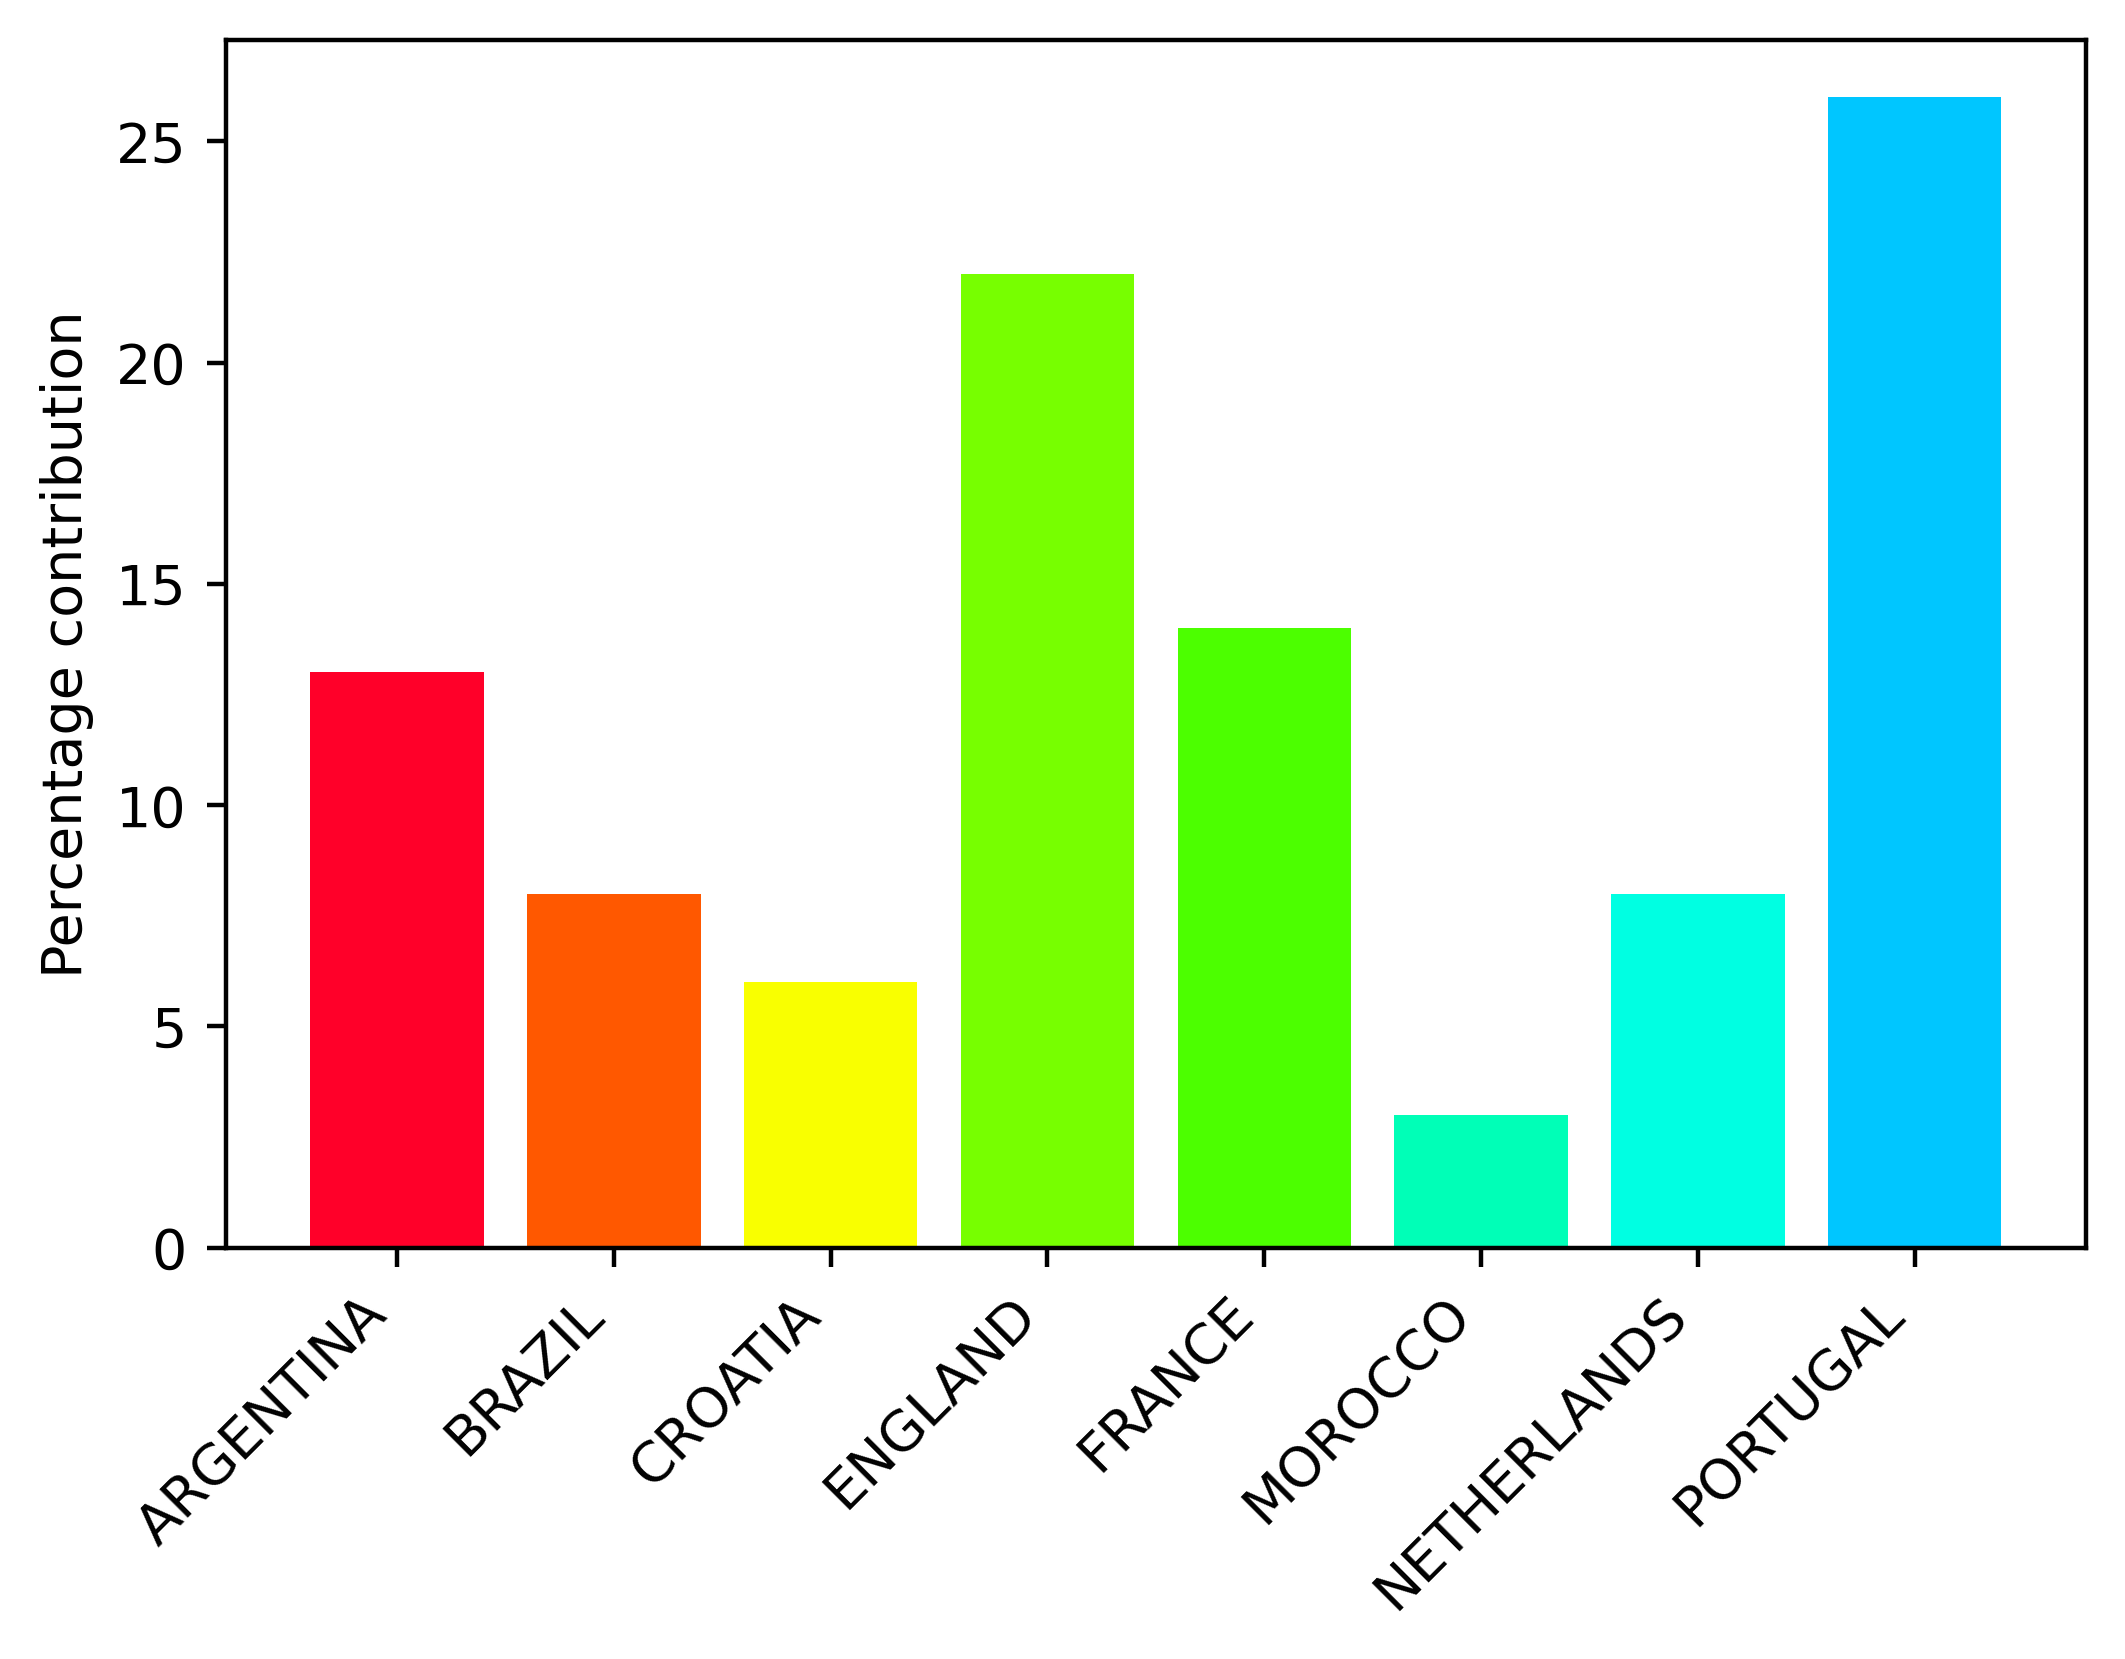 Percentage contribution
25
20
15
10
5
0
ARGENTINA
BRAZIL
CROATIA
ENGLAND
FRANCE
MOROCCO
NETHERLANDS
PORTUGAL